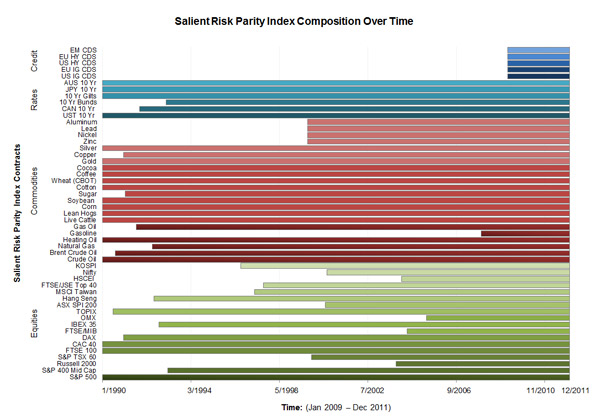 Salient Risk Parity Index Composition Over Time
Salient Risk Parity Index Contracts
Credit
EM CDS
EU HY CDS
US HY CDS
EU IG CDS
US IG CDS
Rates
AUS 10 Yr
JPY 10 Yr
10 Yr Gilts
10 Yr Bunds
CAN 10 Yr
UST 10 Yr
Commodities
Aluminum
Lead
Nickel
Zinc
Silver
Copper
Gold
Cocoa
Coffee
Wheat (CBOT)
Cotton
Sugar
Soybean
Corn
Lean Hogs
Live Cattle
Gas Oil
Gasoline
Heating Oil
Natural Gas
Brent Crude Oil
Crude Oil
Equities
KOSPI
Nifty
HSCEI
FTSE/JSE Top 40
MSCI Taiwan
Hang Seng
ASX SPI 200
TOPIX
OMX
IBEX 35
FTSE/MIB
DAX
CAC 40
FTSE 100
S&P TSX 60
Russell 2000
S&P 400 Mid Cap
S&P 500
1/1990 3/1994 5/1998 7/2002 9/2006 11/2010 12/2011
Time: (Jan 2009 – Dec 2011)